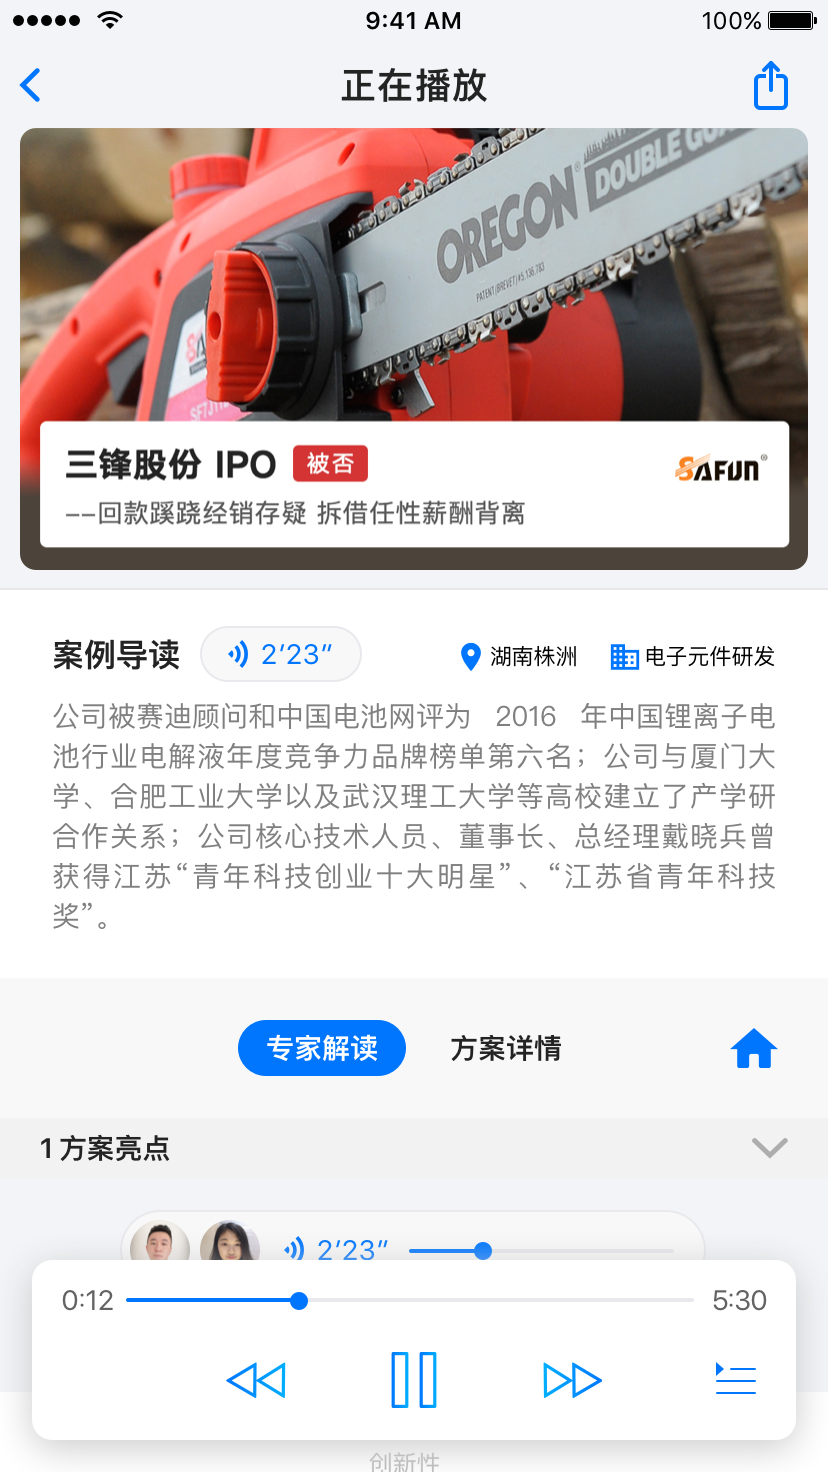 9:41 AM
100%
正在播放
OREGON®
DOUBLE GU
PATENT(BREVET)#5,136,783
三锋股份 IPO 被否
SAFUN®
--回款蹊跷经销存疑 拆借任性薪酬背离
案例导读 2′23″ 湖南株洲 电子元件研发
公司被赛迪顾问和中国电池网评为 2016 年中国锂离子电
池行业电解液年度竞争力品牌榜单第六名；公司与厦门大
学、合肥工业大学以及武汉理工大学等高校建立了产学研
合作关系；公司核心技术人员、董事长、总经理戴晓兵曾
获得江苏“青年科技创业十大明星”、“江苏省青年科技
奖”。
专家解读 方案详情
1 方案亮点
2′23″
0:12 5:30
创新性